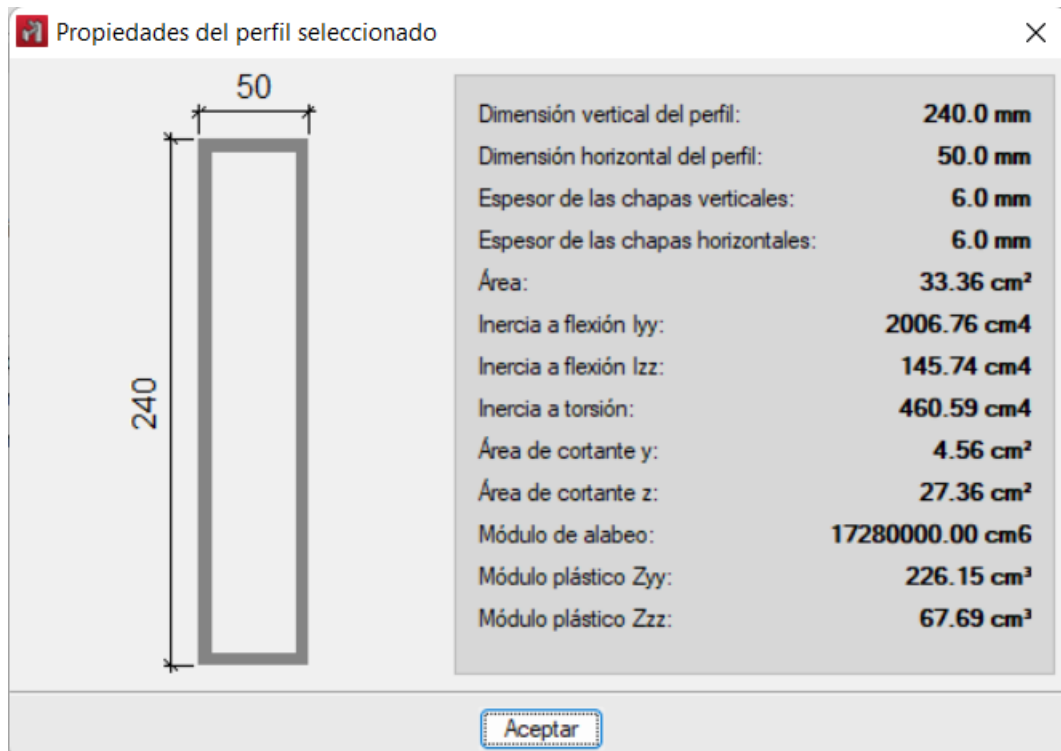 Propiedades del perfil seleccionado
50
240
Dimensión vertical del perfil: 240.0 mm
Dimensión horizontal del perfil: 50.0 mm
Espesor de las chapas verticales: 6.0 mm
Espesor de las chapas horizontales: 6.0 mm
Área: 33.36 cm²
Inercia a flexión Iyy: 2006.76 cm4
Inercia a flexión Izz: 145.74 cm4
Inercia a torsión: 460.59 cm4
Área de cortante y: 4.56 cm²
Área de cortante z: 27.36 cm²
Módulo de alabeo: 17280000.00 cm6
Módulo plástico Zyy: 226.15 cm³
Módulo plástico Zzz: 67.69 cm³
Aceptar